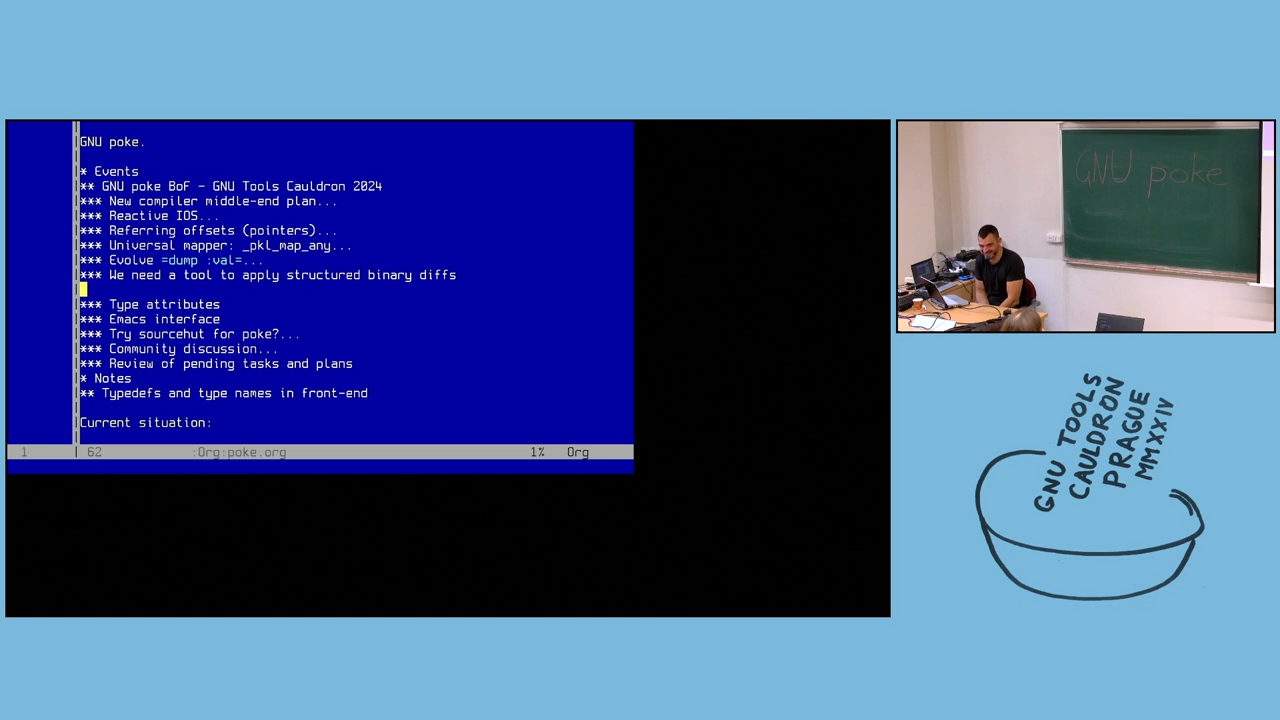 GNU poke.
* Events
** GNU poke BoF - GNU Tools Cauldron 2024
*** New compiler middle-end plan...
*** Reactive IOS...
*** Referring offsets (pointers)...
*** Universal mapper: _pkl_map_any...
*** Evolve =dump :val=...
*** We need a tool to apply structured binary diffs
*** Type attributes
*** Emacs interface
*** Try sourcehut for poke?...
*** Community discussion...
*** Review of pending tasks and plans
* Notes
** Typedefs and type names in front-end
Current situation:
1 | 62 :Org:poke.org 1% Org
GNU poke
GNU TOOLS
CAULDRON
PRAGUE
MMXXIV